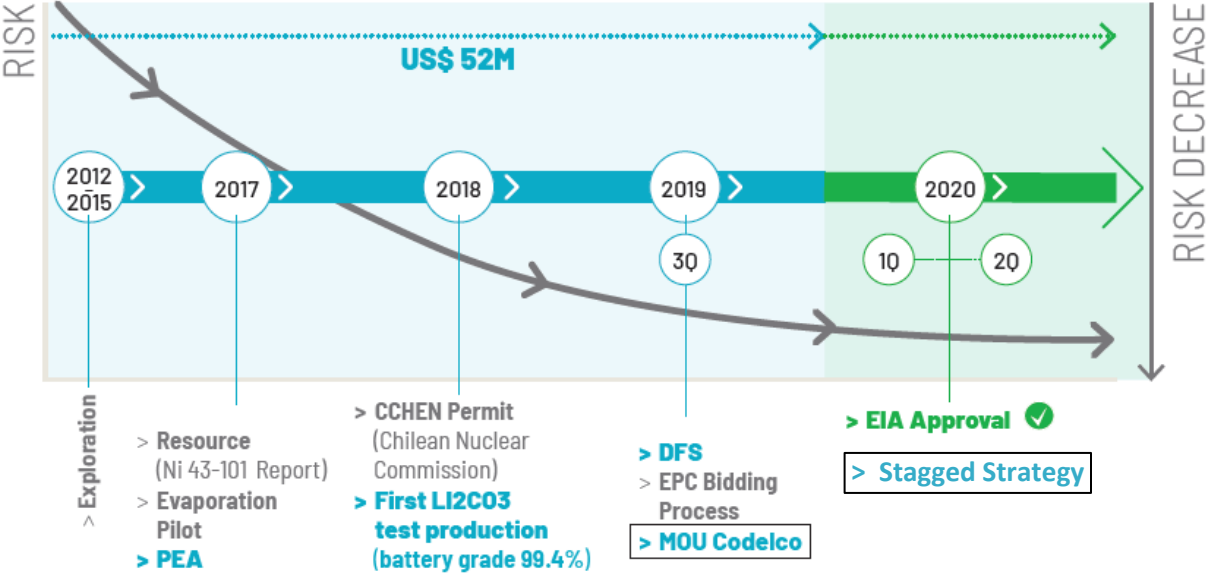 RISK
US$ 52M
RISK DECREASE
2012
-
2015
2017
2018
2019
2020
3Q
1Q
2Q
> Exploration
> Resource
(Ni 43-101 Report)
> Evaporation
Pilot
> PEA
> CCHEN Permit
(Chilean Nuclear
Commission)
> First LI2CO3
test production
(battery grade 99.4%)
> DFS
> EPC Bidding
Process
> MOU Codelco
> EIA Approval
> Stagged Strategy